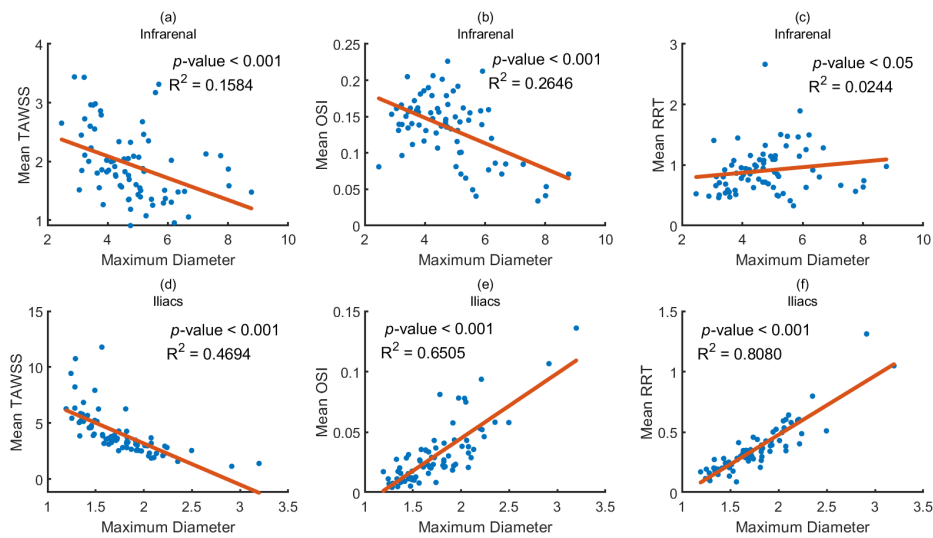 (a)
Infrarenal
p-value < 0.001
R² = 0.1584
Mean TAWSS
4
3
2
1
2
4
6
8
10
Maximum Diameter
(b)
Infrarenal
p-value < 0.001
R² = 0.2646
Mean OSI
0.25
0.2
0.15
0.1
0.05
0
2
4
6
8
10
Maximum Diameter
(c)
Infrarenal
p-value < 0.05
R² = 0.0244
Mean RRT
3
2
1
0
2
4
6
8
10
Maximum Diameter
(d)
Iliacs
p-value < 0.001
R² = 0.4694
Mean TAWSS
15
10
5
0
1
1.5
2
2.5
3
3.5
Maximum Diameter
(e)
Iliacs
p-value < 0.001
R² = 0.6505
Mean OSI
0.15
0.1
0.05
0
1
1.5
2
2.5
3
3.5
Maximum Diameter
(f)
Iliacs
p-value < 0.001
R² = 0.8080
Mean RRT
1.5
1
0.5
0
1
1.5
2
2.5
3
3.5
Maximum Diameter